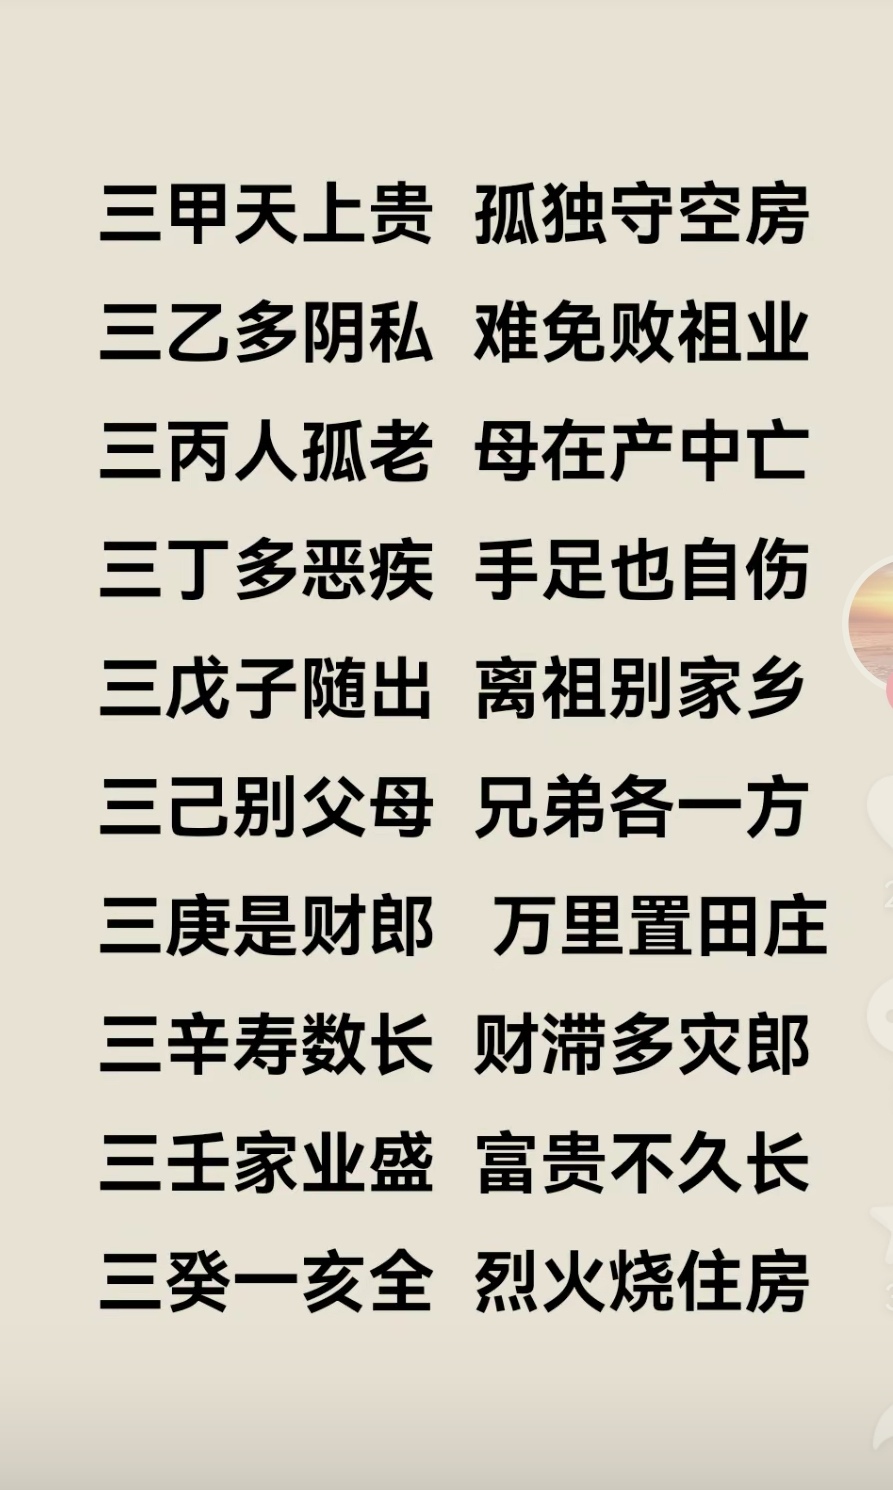 三甲天上贵 孤独守空房
三乙多阴私 难免败祖业
三丙人孤老 母在产中亡
三丁多恶疾 手足也自伤
三戊子随出 离祖别家乡
三己别父母 兄弟各一方
三庚是财郎 万里置田庄
三辛寿数长 财滞多灾郎
三壬家业盛 富贵不久长
三癸一亥全 烈火烧住房